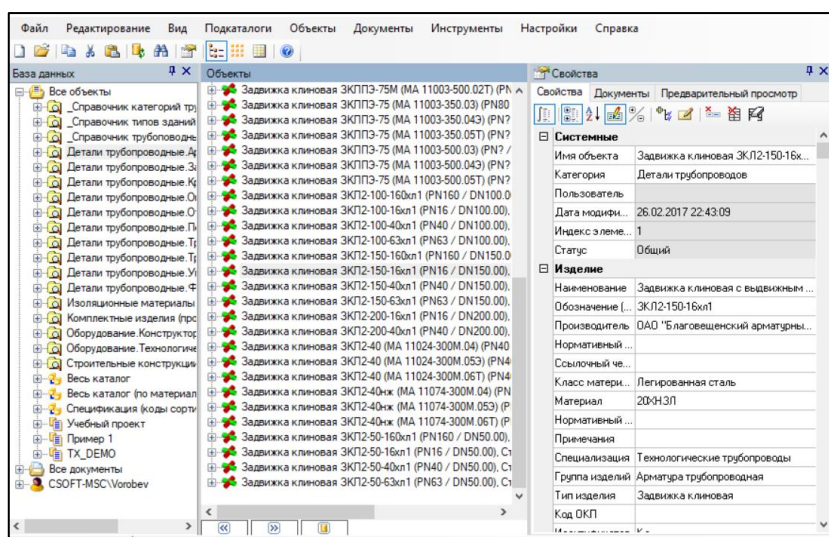 Файл Редактирование Вид Подкаталоги Объекты Документы Инструменты Настройки Справка
База данных
Все объекты
_Справочник категорий тру
_Справочник типов зданий
_Справочник трубоповодны
Детали трубопроводные.Ар
Детали трубопроводные.За
Детали трубопроводные.Кр
Детали трубопроводные.Оп
Детали трубопроводные.От
Детали трубопроводные.Пе
Детали трубопроводные.Тр
Детали трубопроводные.Тр
Детали трубопроводные.Уп
Детали трубопроводные.Ф
Изоляционные материалы
Комплектные изделия (про
Оборудование.Конструктор
Оборудование.Технологиче
Строительные конструкции
Весь каталог
Весь каталог (по материал
Спецификация (коды сорти
Учебный проект
Пример 1
TX_DEMO
Все документы
CSOFT-MSC\Vorobev
Объекты
Задвижка клиновая ЗКЛПЭ-75М (МА 11003-500.02Т) (PN
Задвижка клиновая ЗКЛПЭ-75 (МА 11003-350.03) (PN80
Задвижка клиновая ЗКЛПЭ-75 (МА 11003-350.04Э) (PN?
Задвижка клиновая ЗКЛПЭ-75 (МА 11003-350.05Т) (PN?
Задвижка клиновая ЗКЛПЭ-75 (МА 11003-500.03) (PN? /
Задвижка клиновая ЗКЛПЭ-75 (МА 11003-500.04Э) (PN?
Задвижка клиновая ЗКЛПЭ-75 (МА 11003-500.05Т) (PN?
Задвижка клиновая ЗКЛ2-100-160хл1 (PN160 / DN100.0
Задвижка клиновая ЗКЛ2-100-16хл1 (PN16 / DN100.00),
Задвижка клиновая ЗКЛ2-100-40хл1 (PN40 / DN100.00),
Задвижка клиновая ЗКЛ2-100-63хл1 (PN63 / DN100.00),
Задвижка клиновая ЗКЛ2-150-160хл1 (PN160 / DN150.0
Задвижка клиновая ЗКЛ2-150-16хл1 (PN16 / DN150.00),
Задвижка клиновая ЗКЛ2-150-40хл1 (PN40 / DN150.00),
Задвижка клиновая ЗКЛ2-150-63хл1 (PN63 / DN150.00),
Задвижка клиновая ЗКЛ2-200-16хл1 (PN16 / DN200.00),
Задвижка клиновая ЗКЛ2-200-40хл1 (PN40 / DN200.00),
Задвижка клиновая ЗКЛ2-40 (МА 11024-300М.04) (PN40
Задвижка клиновая ЗКЛ2-40 (МА 11024-300М.05Э) (PN4
Задвижка клиновая ЗКЛ2-40 (МА 11024-300М.06Т) (PN4
Задвижка клиновая ЗКЛ2-40нж (МА 11074-300М.04) (PN
Задвижка клиновая ЗКЛ2-40нж (МА 11074-300М.05Э) (P
Задвижка клиновая ЗКЛ2-40нж (МА 11074-300М.06Т) (P
Задвижка клиновая ЗКЛ2-50-160хл1 (PN160 / DN50.00),
Задвижка клиновая ЗКЛ2-50-16хл1 (PN16 / DN50.00), Ст
Задвижка клиновая ЗКЛ2-50-40хл1 (PN40 / DN50.00), Ст
Задвижка клиновая ЗКЛ2-50-63хл1 (PN63 / DN50.00), Ст
Свойства
Свойства Документы Предварительный просмотр
Системные
Имя объекта Задвижка клиновая ЗКЛ2-150-16х...
Категория Детали трубопроводов
Пользователь
Дата модифи... 26.02.2017 22:43:09
Индекс элеме... 1
Статус Общий
Изделие
Наименование Задвижка клиновая с выдвижным ...
Обозначение (... ЗКЛ2-150-16хл1
Производитель ОАО "Благовещенский арматурны...
Нормативный ...
Ссылочный че...
Класс матери... Легированная сталь
Материал 20ХН3Л
Нормативный ...
Примечания
Специализация Технологические трубопроводы
Группа изделий Арматура трубопроводная
Тип изделия Задвижка клиновая
Код ОКП